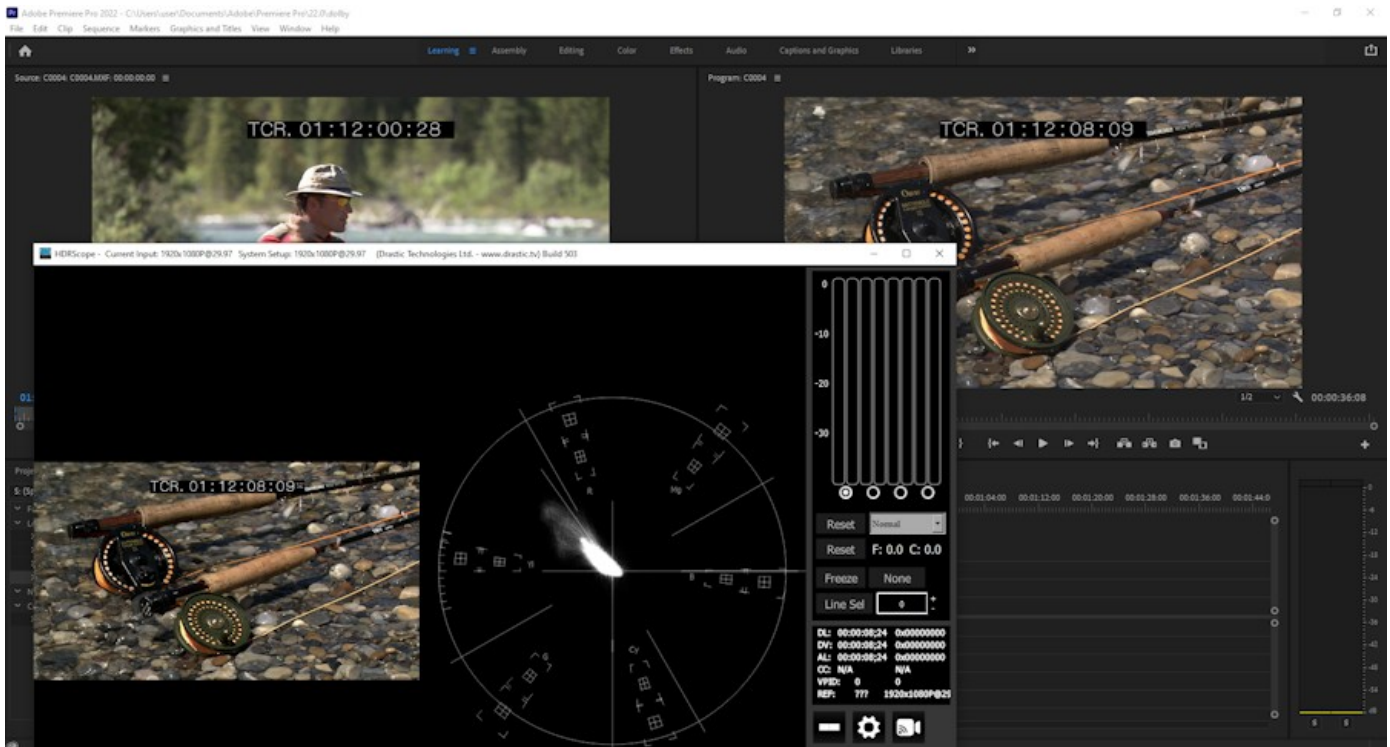 Adobe Premiere Pro 2022 - C:\Users\user\Documents\Adobe\Premiere Pro\22.0\dolby
File Edit Clip Sequence Markers Graphics and Titles View Window Help
Learning Assembly Editing Color Effects Audio Captions and Graphics Libraries
Source: C0004: C0004.MXF: 00:00:00:00
Program: C0004
TCR. 01:12:00:28
TCR. 01:12:08:09
HDRScope - Current Input: 1920x1080P@29.97 System Setup: 1920x1080P@29.97 (Drastic Technologies Ltd. - www.drastic.tv) Build 503
0
-10
-20
-30
1/2 00:00:36:08
TCR. 01:12:08:09
R Mg
Yl B
G Cy
00:01:04:00 00:01:12:00 00:01:20:00 00:01:28:00 00:01:36:00 00:01:44:0
Reset Normal
Reset F: 0.0 C: 0.0
Freeze None
Line Sel 0 + -
DL: 00:00:08;24 0x00000000
DV: 00:00:08;24 0x00000000
AL: 00:00:08;24 0x00000000
CC: N/A N/A
VPID: 0 0
REF: ??? 1920x1080P@29
S S